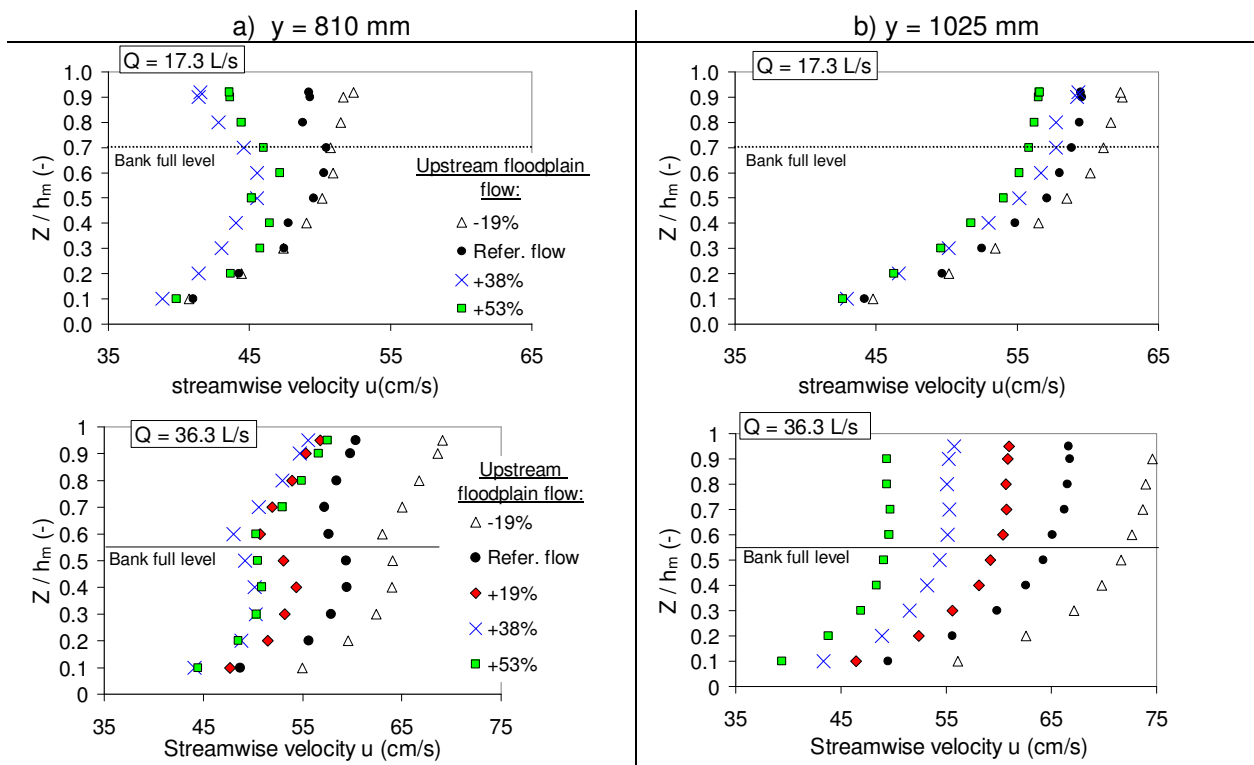 a) y = 810 mm
b) y = 1025 mm
Q = 17.3 L/s
1.0
0.9
0.8
0.7
0.6
0.5
0.4
0.3
0.2
0.1
0.0
Z / hm (-)
Bank full level
Upstream floodplain
flow:
-19%
Refer. flow
+38%
+53%
35 45 55 65
streamwise velocity u(cm/s)
Q = 17.3 L/s
1.0
0.9
0.8
0.7
0.6
0.5
0.4
0.3
0.2
0.1
0.0
Z / hm (-)
Bank full level
35 45 55 65
streamwise velocity u(cm/s)
Q = 36.3 L/s
1
0.9
0.8
0.7
0.6
0.5
0.4
0.3
0.2
0.1
0
Z / hm (-)
Bank full level
Upstream
floodplain flow:
-19%
Refer. flow
+19%
+38%
+53%
35 45 55 65 75
Streamwise velocity u (cm/s)
Q = 36.3 L/s
1
0.9
0.8
0.7
0.6
0.5
0.4
0.3
0.2
0.1
0
Z / hm (-)
Bank full level
35 45 55 65 75
Streamwise velocity u (cm/s)